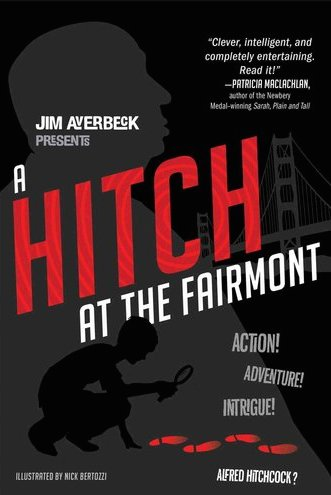 “Clever, intelligent, and
completely entertaining.
Read it!”
—PATRICIA MACLACHLAN,
author of the Newbery
Medal-winning Sarah, Plain and Tall
JIM AVERBECK
PRESENTS
A
HITCH
AT THE FAIRMONT
ACTION!
ADVENTURE!
INTRIGUE!
ILLUSTRATED BY NICK BERTOZZI
ALFRED HITCHCOCK?